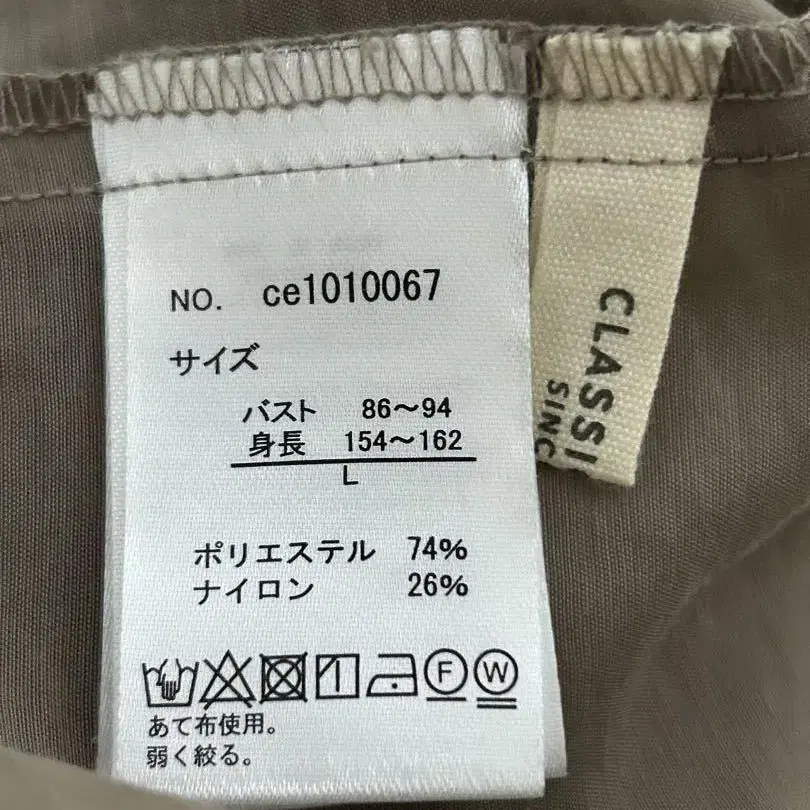 NO. ce1010067
サイズ
バスト 86～94
身長 154～162
L
ポリエステル 74%
ナイロン 26%
F W
あて布使用。
弱く絞る。
CLASSI
SINC